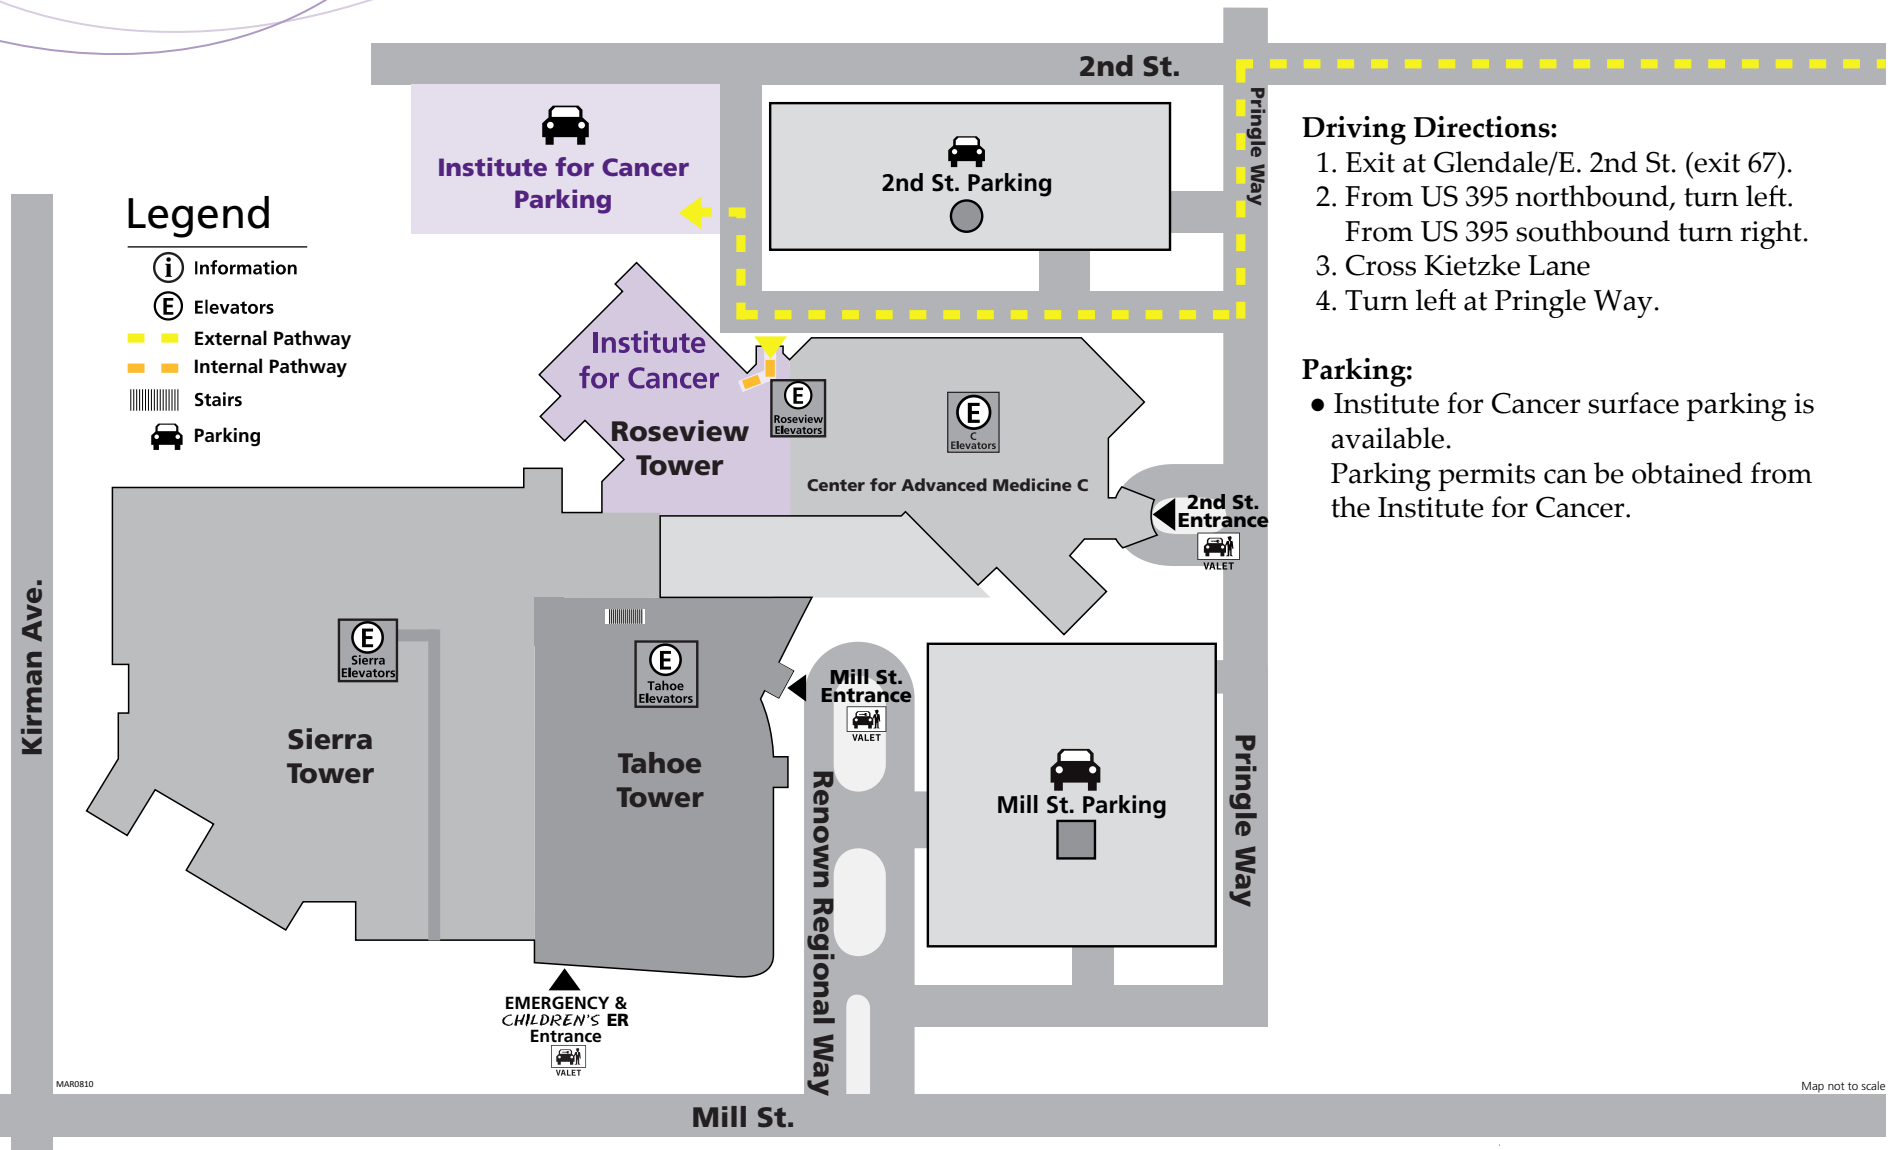 2nd St.
Pringle Way
Institute for Cancer
Parking
2nd St. Parking
Driving Directions:
1. Exit at Glendale/E. 2nd St. (exit 67).
2. From US 395 northbound, turn left.
From US 395 southbound turn right.
3. Cross Kietzke Lane
4. Turn left at Pringle Way.
Parking:
● Institute for Cancer surface parking is
available.
Parking permits can be obtained from
the Institute for Cancer.
Legend
i Information
E Elevators
External Pathway
Internal Pathway
Stairs
Parking
Institute
for Cancer
Roseview
Tower
E
Roseview
Elevators
E
C
Elevators
Center for Advanced Medicine C
2nd St.
Entrance
VALET
Kirman Ave.
E
Sierra
Elevators
Sierra
Tower
E
Tahoe
Elevators
Tahoe
Tower
Mill St.
Entrance
VALET
Renown Regional Way
Mill St. Parking
Pringle Way
EMERGENCY &
CHILDREN'S ER
Entrance
VALET
MAR0810
Map not to scale
Mill St.